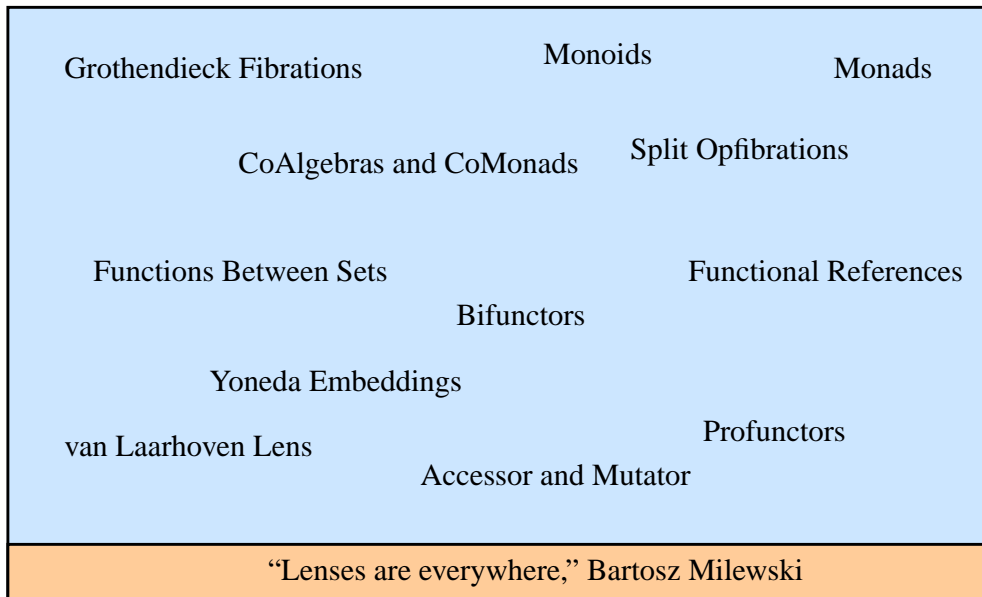 Grothendieck Fibrations
Monoids
Monads
CoAlgebras and CoMonads
Split Opfibrations
Functions Between Sets
Functional References
Bifunctors
Yoneda Embeddings
van Laarhoven Lens
Profunctors
Accessor and Mutator
“Lenses are everywhere,” Bartosz Milewski